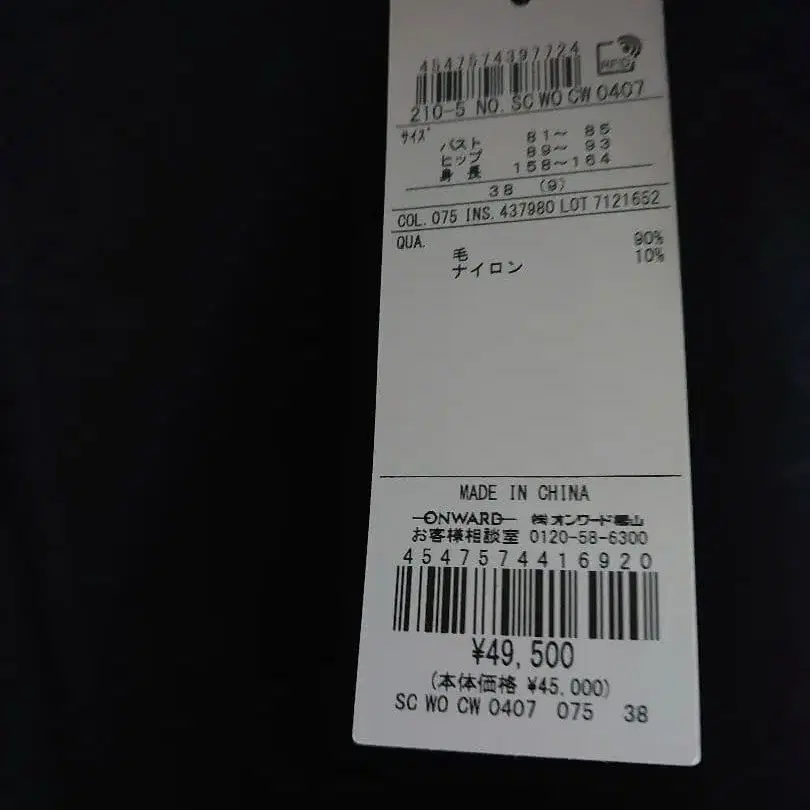 4547574397724
RFID
210-5 NO. SC WO CW 0407
サイズ
バスト 81～ 85
ヒップ 89～ 93
身長 158～164
38 (9)
COL. 075 INS. 437980 LOT 7121652
QUA.
毛 90%
ナイロン 10%
MADE IN CHINA
ONWARD ㈱オンワード樫山
お客様相談室 0120-58-6300
4547574416920
¥49,500
(本体価格 ¥45,000)
SC WO CW 0407 075 38